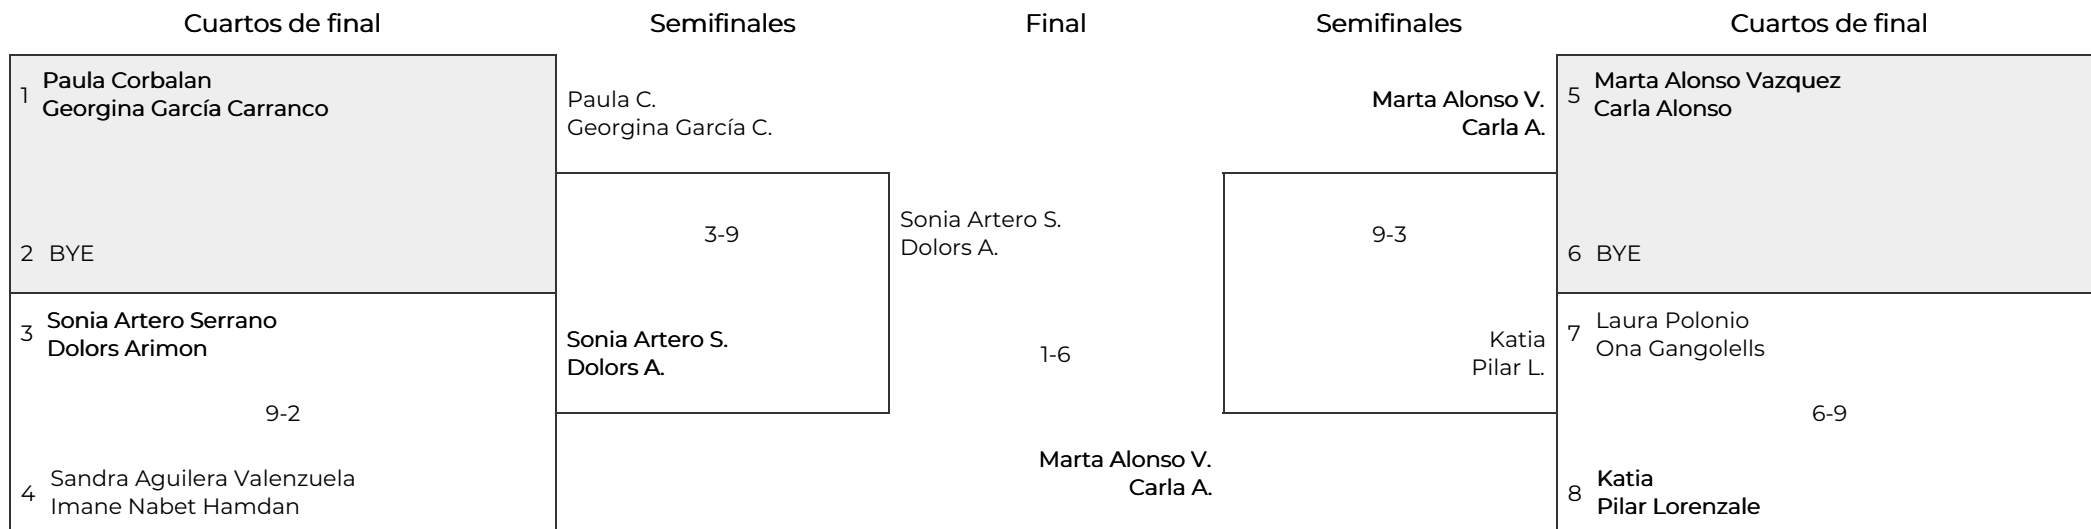 Cuartos de final
Semifinales
Final
Semifinales
Cuartos de final
1
Paula Corbalan
Georgina García Carranco
2 BYE
3
Sonia Artero Serrano
Dolors Arimon
9-2
4
Sandra Aguilera Valenzuela
Imane Nabet Hamdan
Paula C.
Georgina García C.
3-9
Sonia Artero S.
Dolors A.
Sonia Artero S.
Dolors A.
1-6
Marta Alonso V.
Carla A.
Marta Alonso V.
Carla A.
9-3
Katia
Pilar L.
5
Marta Alonso Vazquez
Carla Alonso
6 BYE
7
Laura Polonio
Ona Gangolells
6-9
8
Katia
Pilar Lorenzale